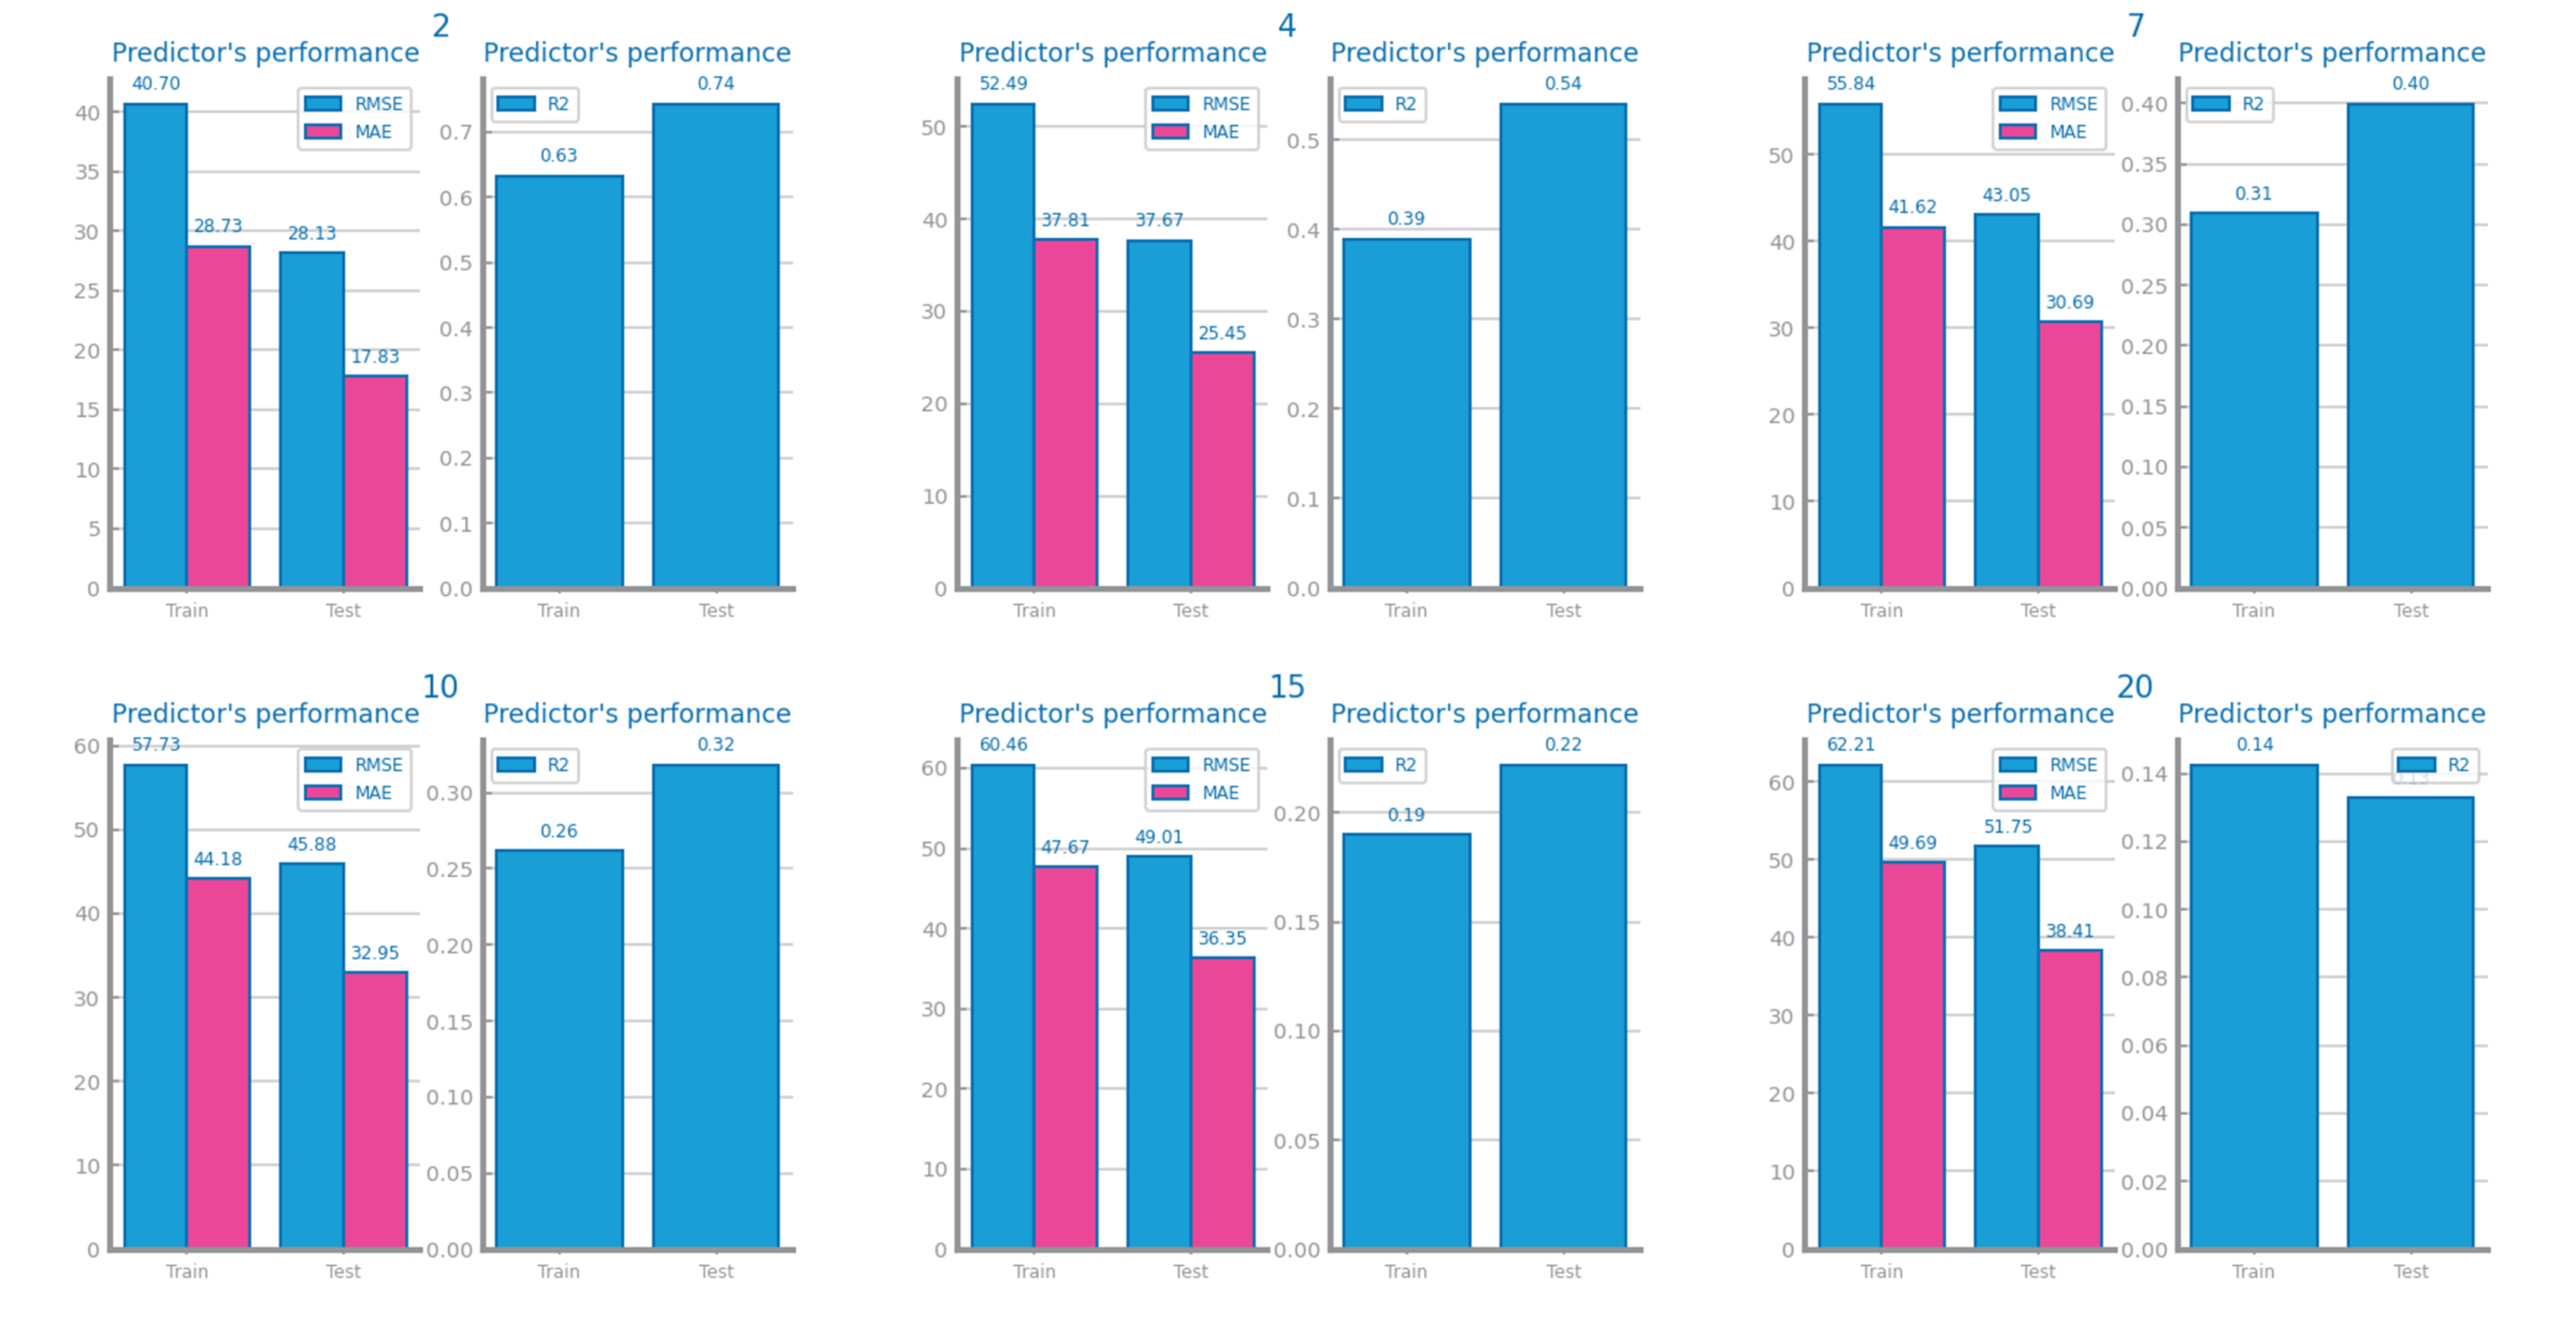 2
Predictor's performance
40.70
RMSE
MAE
28.73
28.13
17.83
40
35
30
25
20
15
10
5
0
Train
Test
Predictor's performance
0.74
R2
0.63
0.7
0.6
0.5
0.4
0.3
0.2
0.1
0.0
Train
Test
4
Predictor's performance
52.49
RMSE
MAE
37.81
37.67
25.45
50
40
30
20
10
0
Train
Test
Predictor's performance
0.54
R2
0.39
0.5
0.4
0.3
0.2
0.1
0.0
Train
Test
7
Predictor's performance
55.84
RMSE
MAE
41.62
43.05
30.69
50
40
30
20
10
0
Train
Test
Predictor's performance
0.40
R2
0.31
0.40
0.35
0.30
0.25
0.20
0.15
0.10
0.05
0.00
Train
Test
10
Predictor's performance
57.73
RMSE
MAE
44.18
45.88
32.95
60
50
40
30
20
10
0
Train
Test
Predictor's performance
0.32
R2
0.26
0.30
0.25
0.20
0.15
0.10
0.05
0.00
Train
Test
15
Predictor's performance
60.46
RMSE
MAE
47.67
49.01
36.35
60
50
40
30
20
10
0
Train
Test
Predictor's performance
0.22
R2
0.19
0.20
0.15
0.10
0.05
0.00
Train
Test
20
Predictor's performance
62.21
RMSE
MAE
49.69
51.75
38.41
60
50
40
30
20
10
0
Train
Test
Predictor's performance
0.14
R2
0.14
0.12
0.10
0.08
0.06
0.04
0.02
0.00
Train
Test